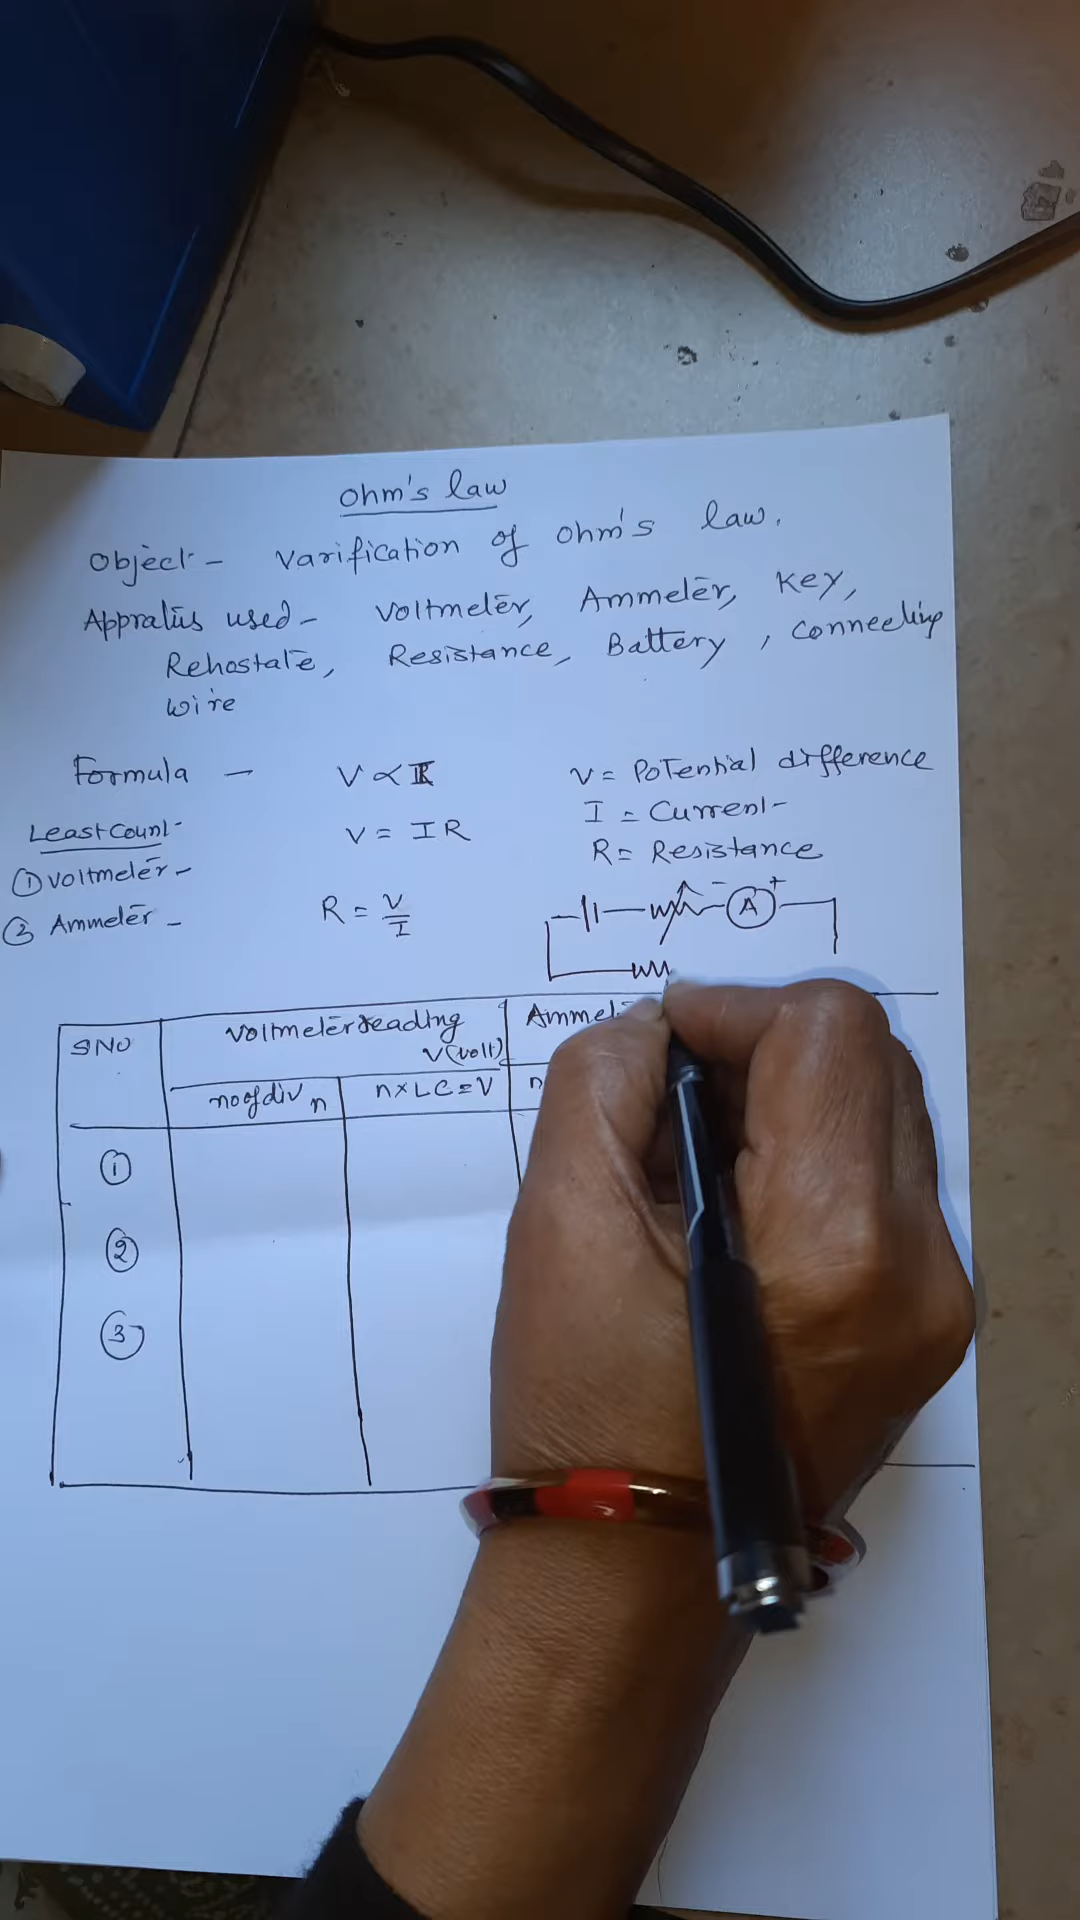 Ohm's law
Object - Varification of Ohm's law.
Appratus used - Voltmeter, Ammeter, Key,
Rehostate, Resistance, Battery, Conneeting
wire
Formula - V ∝ I
V = Potential difference
Least Count - V = IR
I = Current -
① Voltmeter -
R = Resistance
② Ammeter - R = V/I
- A +
SNO Voltmeter reading V(volt)
no of div n n × LC = V n
①
②
③